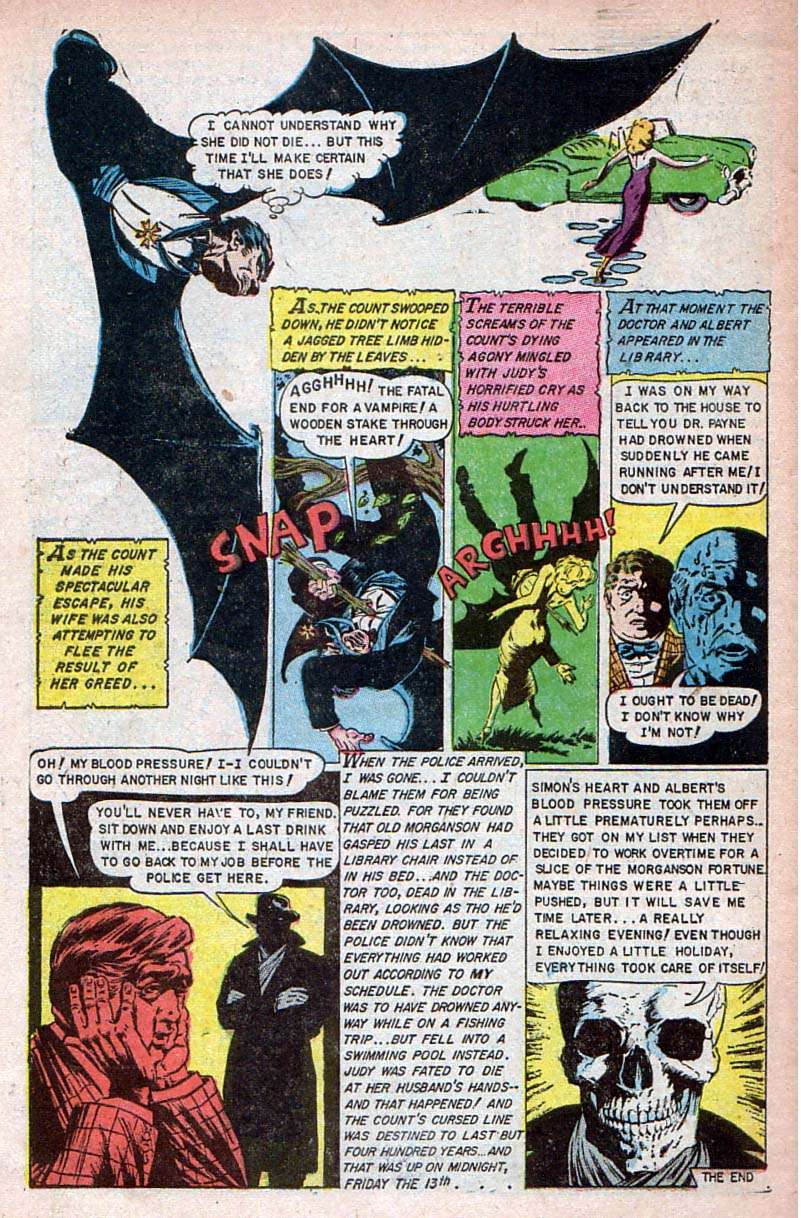 I CANNOT UNDERSTAND WHY
SHE DID NOT DIE... BUT THIS
TIME I'LL MAKE CERTAIN
THAT SHE DOES!
AS THE COUNT
MADE HIS
SPECTACULAR
ESCAPE, HIS
WIFE WAS ALSO
ATTEMPTING TO
FLEE THE
RESULT OF
HER GREED...
AS THE COUNT SWOOPED
DOWN, HE DIDN'T NOTICE
A JAGGED TREE LIMB HID-
DEN BY THE LEAVES...
AGGHHHH! THE FATAL
END FOR A VAMPIRE! A
WOODEN STAKE THROUGH
THE HEART!
SNAP
THE TERRIBLE
SCREAMS OF THE
COUNT'S DYING
AGONY MINGLED
WITH JUDY'S
HORRIFIED CRY AS
HIS HURTLING
BODY STRUCK HER..
ARGHHHHH!
AT THAT MOMENT THE
DOCTOR AND ALBERT
APPEARED IN THE
LIBRARY...
I WAS ON MY WAY
BACK TO THE HOUSE TO
TELL YOU DR. PAYNE
HAD DROWNED WHEN
SUDDENLY HE CAME
RUNNING AFTER ME! I
DON'T UNDERSTAND IT!
I OUGHT TO BE DEAD!
I DON'T KNOW WHY
I'M NOT!
OH! MY BLOOD PRESSURE! I-I COULDN'T
GO THROUGH ANOTHER NIGHT LIKE THIS!
YOU'LL NEVER HAVE TO, MY FRIEND.
SIT DOWN AND ENJOY A LAST DRINK
WITH ME...BECAUSE I SHALL HAVE
TO GO BACK TO MY JOB BEFORE THE
POLICE GET HERE.
WHEN THE POLICE ARRIVED,
I WAS GONE... I COULDN'T
BLAME THEM FOR BEING
PUZZLED. FOR THEY FOUND
THAT OLD MORGANSON HAD
GASPED HIS LAST IN A
LIBRARY CHAIR INSTEAD OF
IN HIS BED...AND THE DOC-
TOR TOO, DEAD IN THE LIB-
RARY, LOOKING AS THO HE'D
BEEN DROWNED. BUT THE
POLICE DIDN'T KNOW THAT
EVERYTHING HAD WORKED
OUT ACCORDING TO MY
SCHEDULE. THE DOCTOR
WAS TO HAVE DROWNED ANY-
WAY WHILE ON A FISHING
TRIP...BUT FELL INTO A
SWIMMING POOL INSTEAD.
JUDY WAS FATED TO DIE
AT HER HUSBAND'S HANDS--
AND THAT HAPPENED! AND
THE COUNT'S CURSED LINE
WAS DESTINED TO LAST BUT
FOUR HUNDRED YEARS...AND
THAT WAS UP ON MIDNIGHT,
FRIDAY THE 13th . . . .
SIMON'S HEART AND ALBERT'S
BLOOD PRESSURE TOOK THEM OFF
A LITTLE PREMATURELY PERHAPS..
THEY GOT ON MY LIST WHEN THEY
DECIDED TO WORK OVERTIME FOR A
SLICE OF THE MORGANSON FORTUNE.
MAYBE THINGS WERE A LITTLE
PUSHED, BUT IT WILL SAVE ME
TIME LATER... A REALLY
RELAXING EVENING! EVEN THOUGH
I ENJOYED A LITTLE HOLIDAY,
EVERYTHING TOOK CARE OF ITSELF!
THE END